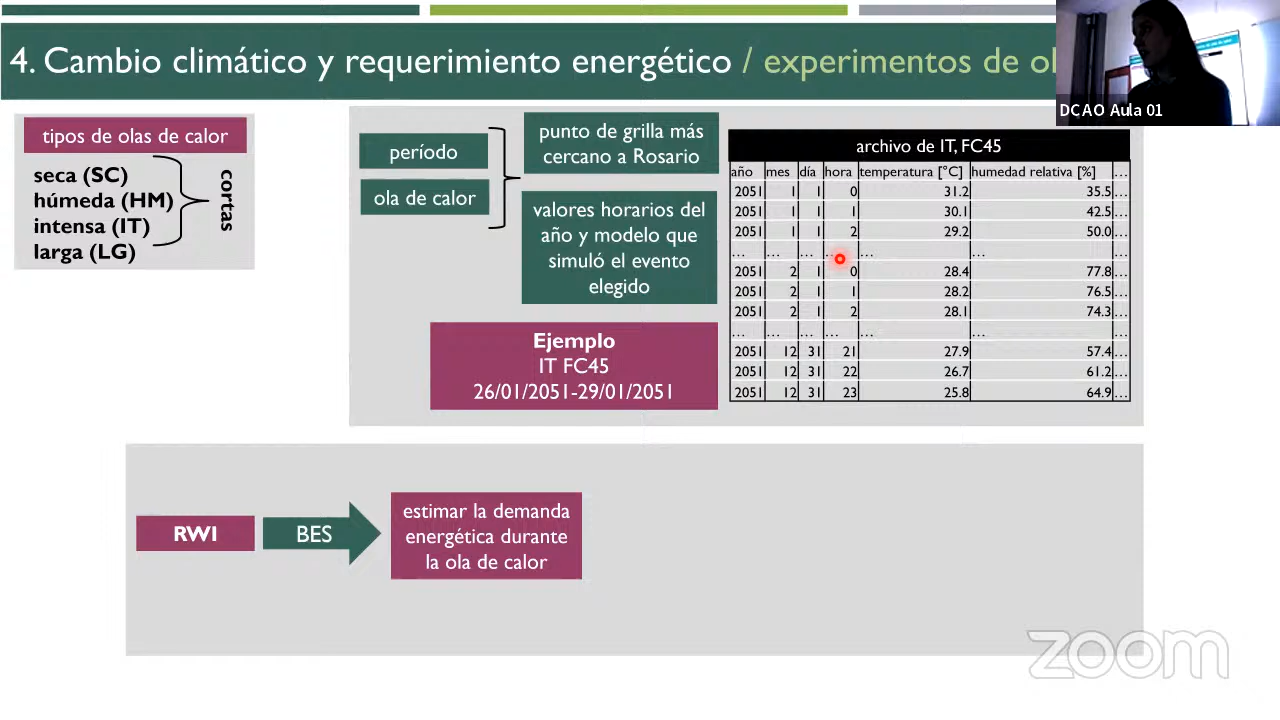 4. Cambio climático y requerimiento energético / experimentos de ol
DCAO Aula 01
tipos de olas de calor
seca (SC)
húmeda (HM)
intensa (IT)
larga (LG)
cortas
período
ola de calor
punto de grilla más
cercano a Rosario
valores horarios del
año y modelo que
simuló el evento
elegido
Ejemplo
IT FC45
26/01/2051-29/01/2051
archivo de IT, FC45
año mes día hora temperatura [°C] humedad relativa [%] ...
2051 1 1 0 31.2 35.5 ...
2051 1 1 1 30.1 42.5 ...
2051 1 1 2 29.2 50.0 ...
... ... ... ... ... ... ...
2051 2 1 0 28.4 77.8 ...
2051 2 1 1 28.2 76.5 ...
2051 2 1 2 28.1 74.3 ...
... ... ... ... ... ... ...
2051 12 31 21 27.9 57.4 ...
2051 12 31 22 26.7 61.2 ...
2051 12 31 23 25.8 64.9 ...
RWI
BES
estimar la demanda
energética durante
la ola de calor
zoom